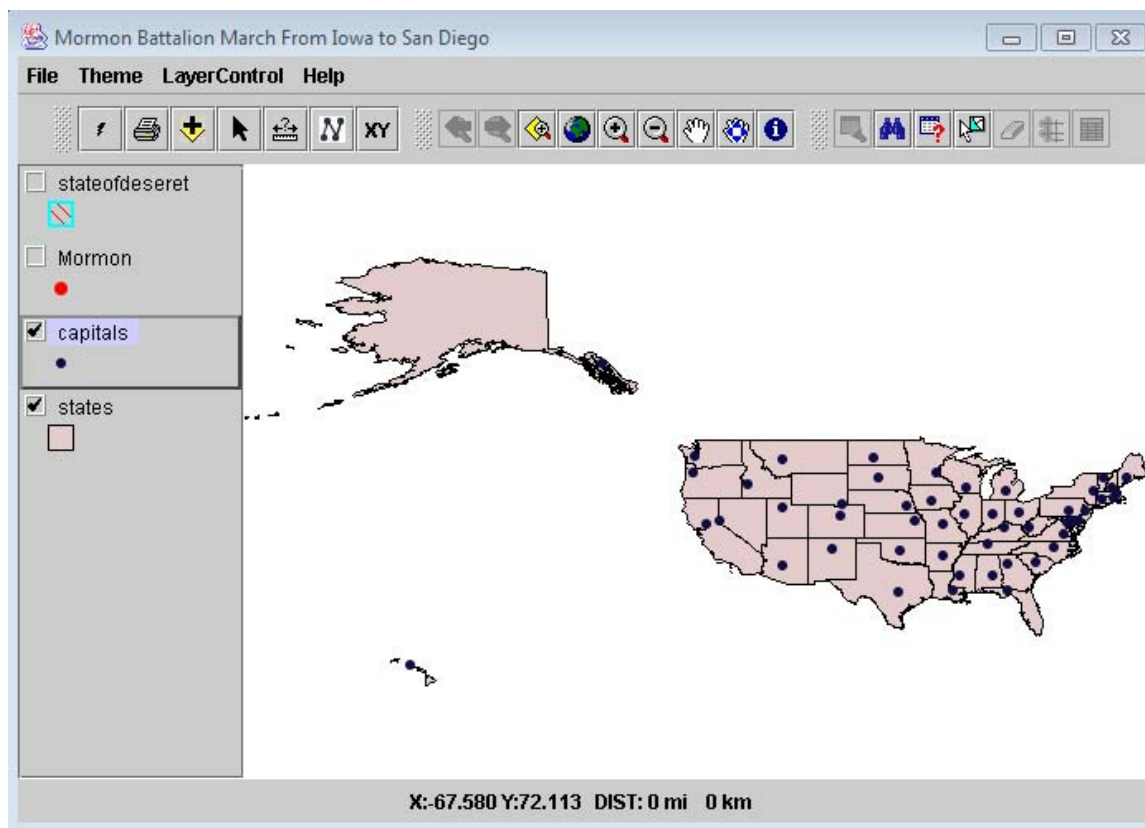 Mormon Battalion March From Iowa to San Diego
File Theme LayerControl Help
XY
stateofdeseret
Mormon
capitals
states
X:-67.580 Y:72.113 DIST: 0 mi 0 km